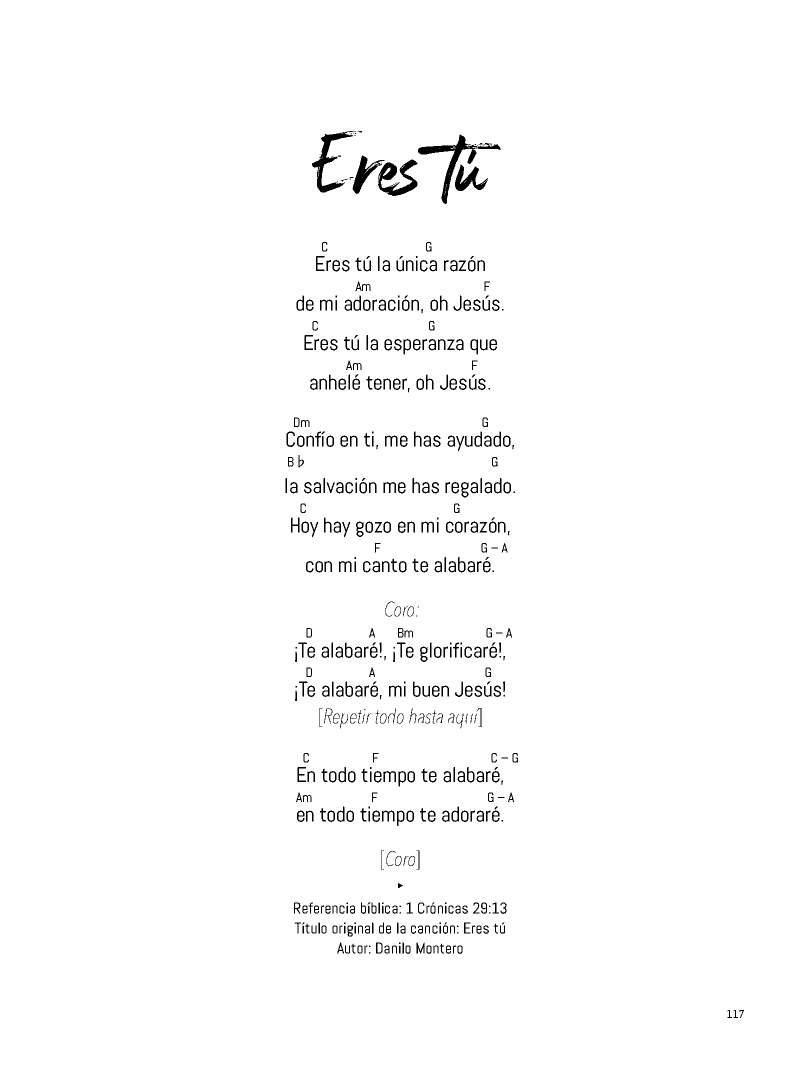 Eres Tú
C G
Eres tú la única razón
Am F
de mi adoración, oh Jesús.
C G
Eres tú la esperanza que
Am F
anhelé tener, oh Jesús.
Dm G
Confío en ti, me has ayudado,
B♭ G
la salvación me has regalado.
C G
Hoy hay gozo en mi corazón,
F G – A
con mi canto te alabaré.
Coro:
D A Bm G – A
¡Te alabaré!, ¡Te glorificaré!,
D A G
¡Te alabaré, mi buen Jesús!
[Repetir todo hasta aquí]
C F C – G
En todo tiempo te alabaré,
Am F G – A
en todo tiempo te adoraré.
[Coro]
Referencia bíblica: 1 Crónicas 29:13
Título original de la canción: Eres tú
Autor: Danilo Montero
117